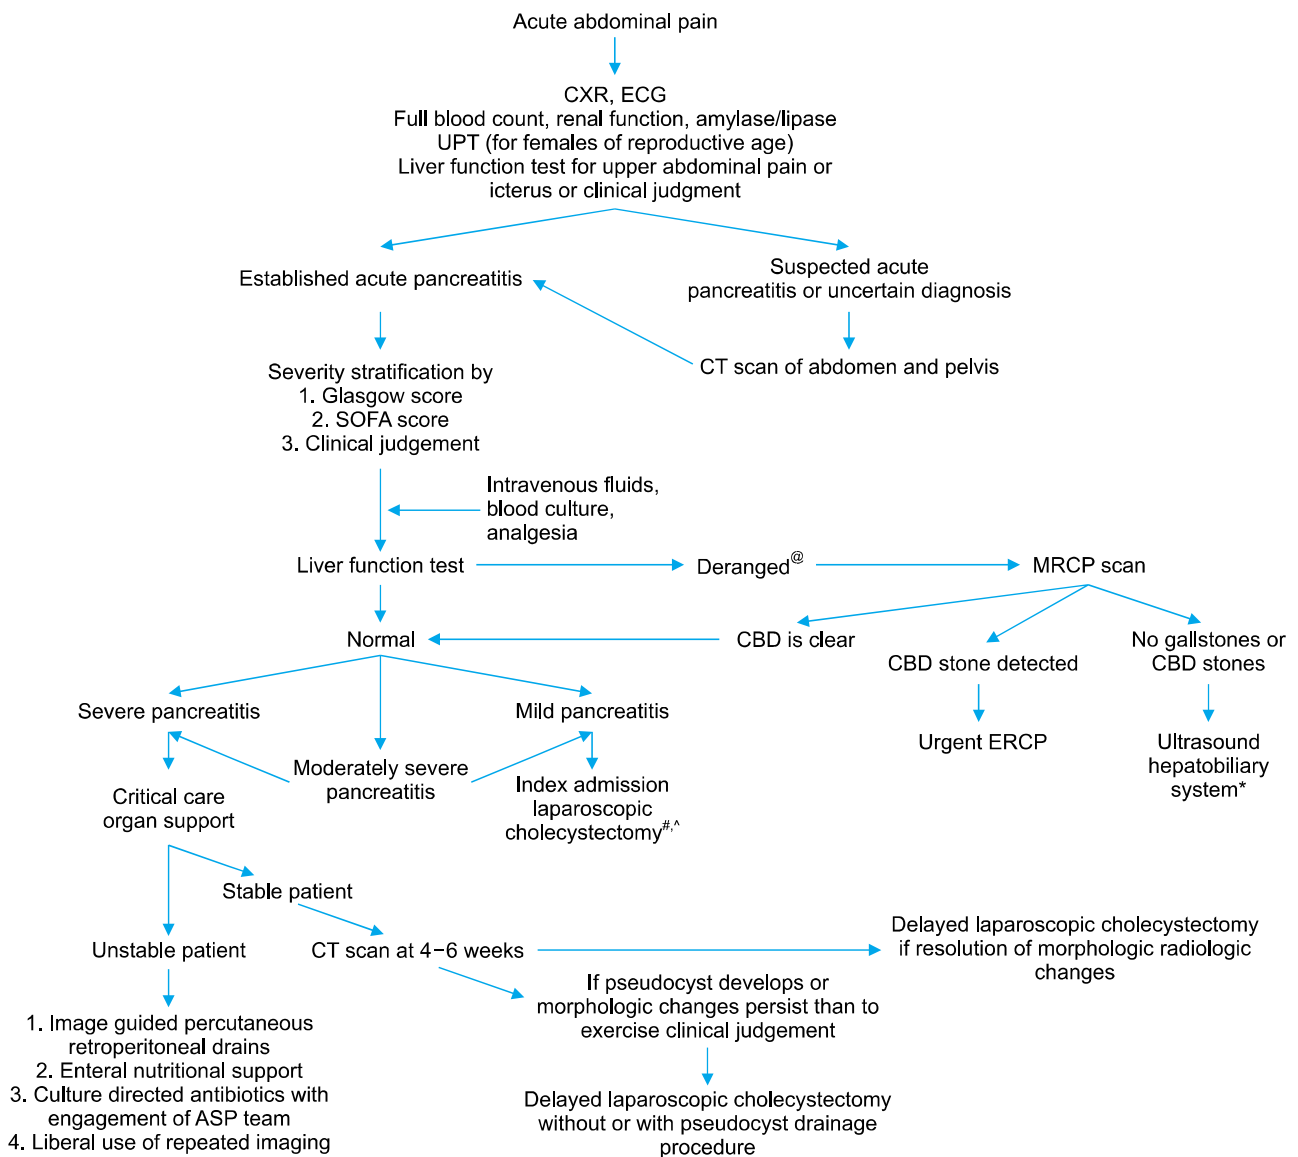 Acute abdominal pain
CXR, ECG
Full blood count, renal function, amylase/lipase
UPT (for females of reproductive age)
Liver function test for upper abdominal pain or
icterus or clinical judgment
Established acute pancreatitis
Suspected acute
pancreatitis or uncertain diagnosis
CT scan of abdomen and pelvis
Severity stratification by
1. Glasgow score
2. SOFA score
3. Clinical judgement
Intravenous fluids,
blood culture,
analgesia
Liver function test
Deranged@
MRCP scan
Normal
CBD is clear
CBD stone detected
No gallstones or
CBD stones
Severe pancreatitis
Mild pancreatitis
Urgent ERCP
Ultrasound
hepatobiliary
system*
Moderately severe
pancreatitis
Index admission
laparoscopic
cholecystectomy#,^
Critical care
organ support
Stable patient
Unstable patient
CT scan at 4−6 weeks
Delayed laparoscopic cholecystectomy
if resolution of morphologic radiologic
changes
If pseudocyst develops or
morphologic changes persist than to
exercise clinical judgement
1. Image guided percutaneous
retroperitoneal drains
2. Enteral nutritional support
3. Culture directed antibiotics with
engagement of ASP team
4. Liberal use of repeated imaging
Delayed laparoscopic cholecystectomy
without or with pseudocyst drainage
procedure